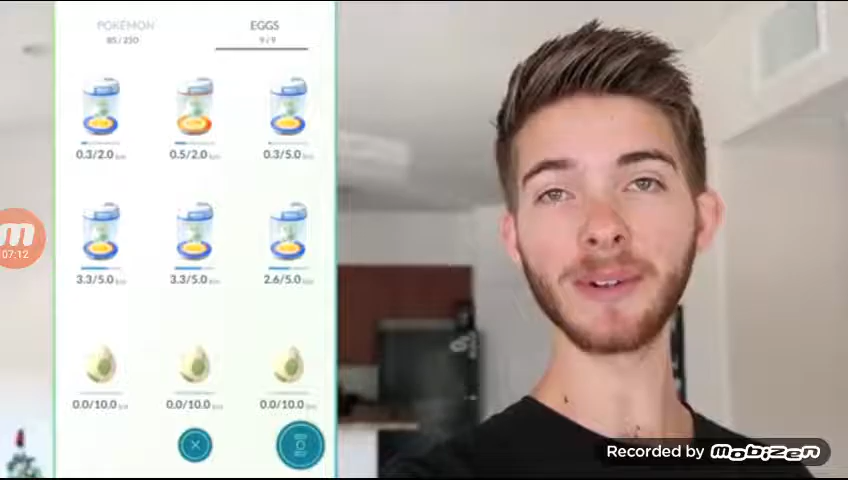 POKÉMON
85/250
EGGS
9/9
0.3/2.0 km
0.5/2.0 km
0.3/5.0 km
3.3/5.0 km
3.3/5.0 km
2.6/5.0 km
0.0/10.0 km
0.0/10.0 km
0.0/10.0 km
m
07:12
Recorded by mobizen